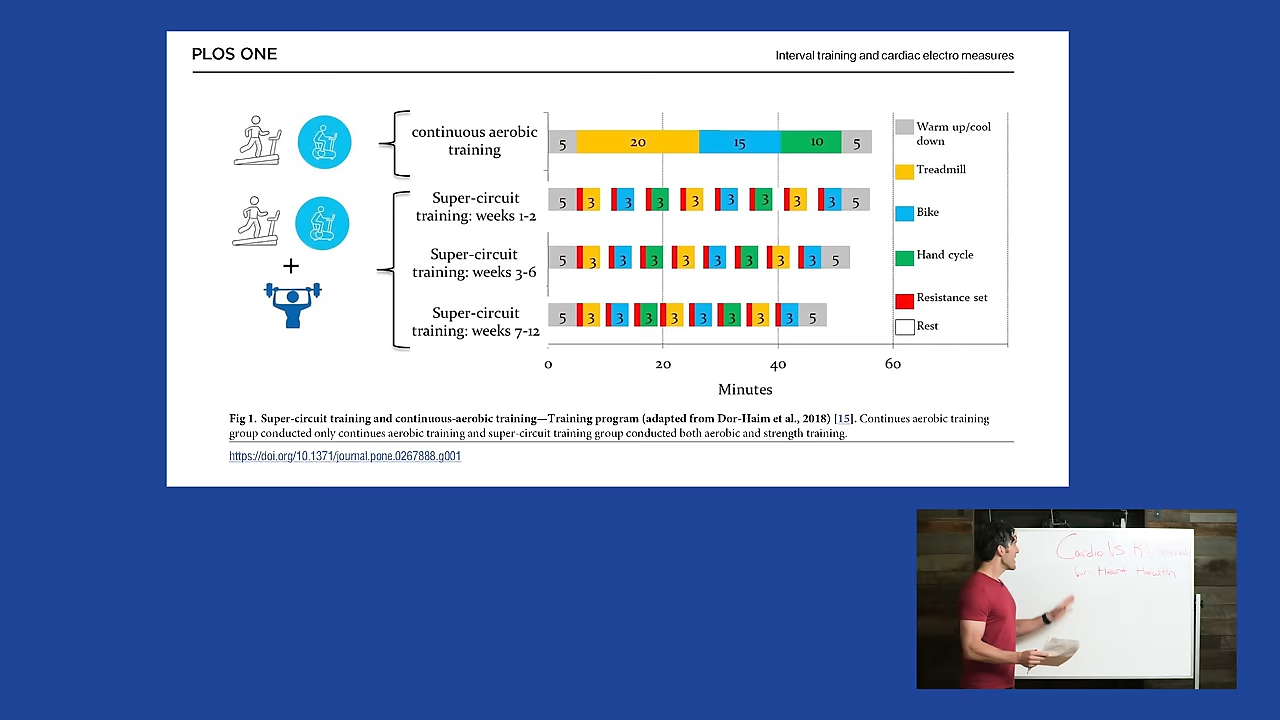 PLOS ONE
Interval training and cardiac electro measures
continuous aerobic
training
5 20 15 10 5
Super-circuit
training: weeks 1-2
5 3 3 3 3 3 3 3 3 5
Super-circuit
training: weeks 3-6
5 3 3 3 3 3 3 3 3 5
Super-circuit
training: weeks 7-12
5 3 3 3 3 3 3 3 3 5
0 20 40 60
Minutes
Warm up/cool
down
Treadmill
Bike
Hand cycle
Resistance set
Rest
Fig 1. Super-circuit training and continuous-aerobic training—Training program (adapted from Dor-Haim et al., 2018) [15]. Continues aerobic training
group conducted only continues aerobic training and super-circuit training group conducted both aerobic and strength training.
https://doi.org/10.1371/journal.pone.0267888.g001
Cardio Vs
for Heart Health